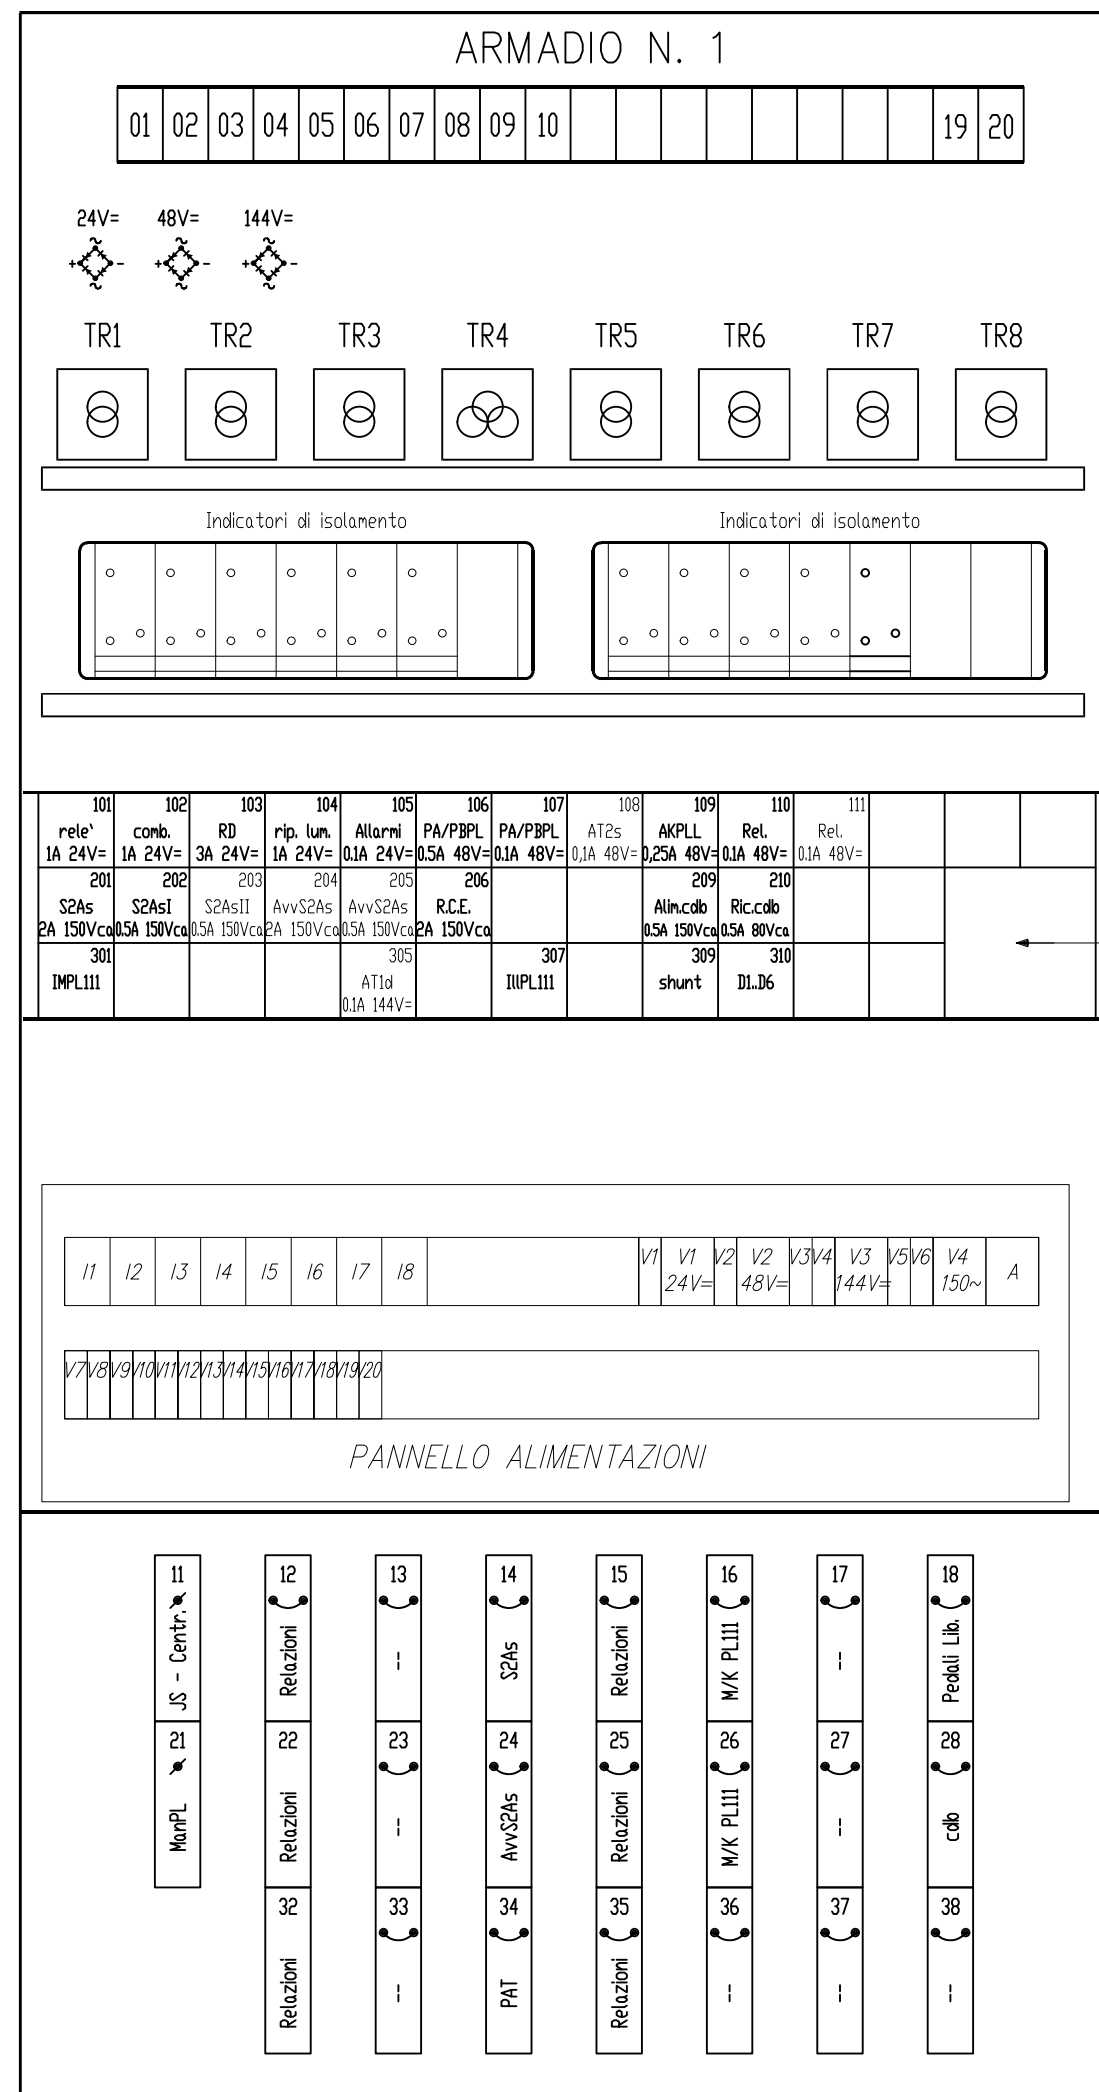 ARMADIO N. 1
01 02 03 04 05 06 07 08 09 10 19 20
24V= 48V= 144V=
~ ~ ~
+ - + - + -
~ ~ ~
TR1 TR2 TR3 TR4 TR5 TR6 TR7 TR8
Indicatori di isolamento Indicatori di isolamento
101 102 103 104 105 106 107 108 109 110 111
rele` comb. RD rip. lum. Allarmi PA/PBPL PA/PBPL AT2s AKPLL Rel. Rel.
1A 24V= 1A 24V= 3A 24V= 1A 24V= 0.1A 24V= 0.5A 48V= 0.1A 48V= 0,1A 48V= 0,25A 48V= 0.1A 48V= 0.1A 48V=
201 202 203 204 205 206 209 210
S2As S2AsI S2AsII AvvS2As AvvS2As R.C.E. Alim.cdb Ric.cdb
2A 150Vca 0.5A 150Vca 0.5A 150Vca 2A 150Vca 0.5A 150Vca 2A 150Vca 0.5A 150Vca 0.5A 80Vca
301 305 307 309 310
IMPL111 AT1d IllPL111 shunt D1..D6
0.1A 144V=
I1 I2 I3 I4 I5 I6 I7 I8 V1 V1 V2 V2 V3 V4 V3 V5 V6 V4 A
24V= 48V= 144V= 150~
V7 V8 V9 V10 V11 V12 V13 V14 V15 V16 V17 V18 V19 V20
PANNELLO ALIMENTAZIONI
11 12 13 14 15 16 17 18
JS - Centr. Relazioni -- S2As Relazioni M/K PL111 -- Pedali Lib.
21 22 23 24 25 26 27 28
ManPL Relazioni -- AvvS2As Relazioni M/K PL111 -- cdb
32 33 34 35 36 37 38
Relazioni -- PAT Relazioni -- -- --